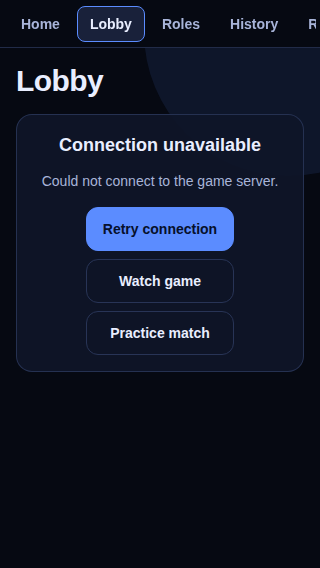 Home Lobby Roles History R
Lobby
Connection unavailable
Could not connect to the game server.
Retry connection
Watch game
Practice match